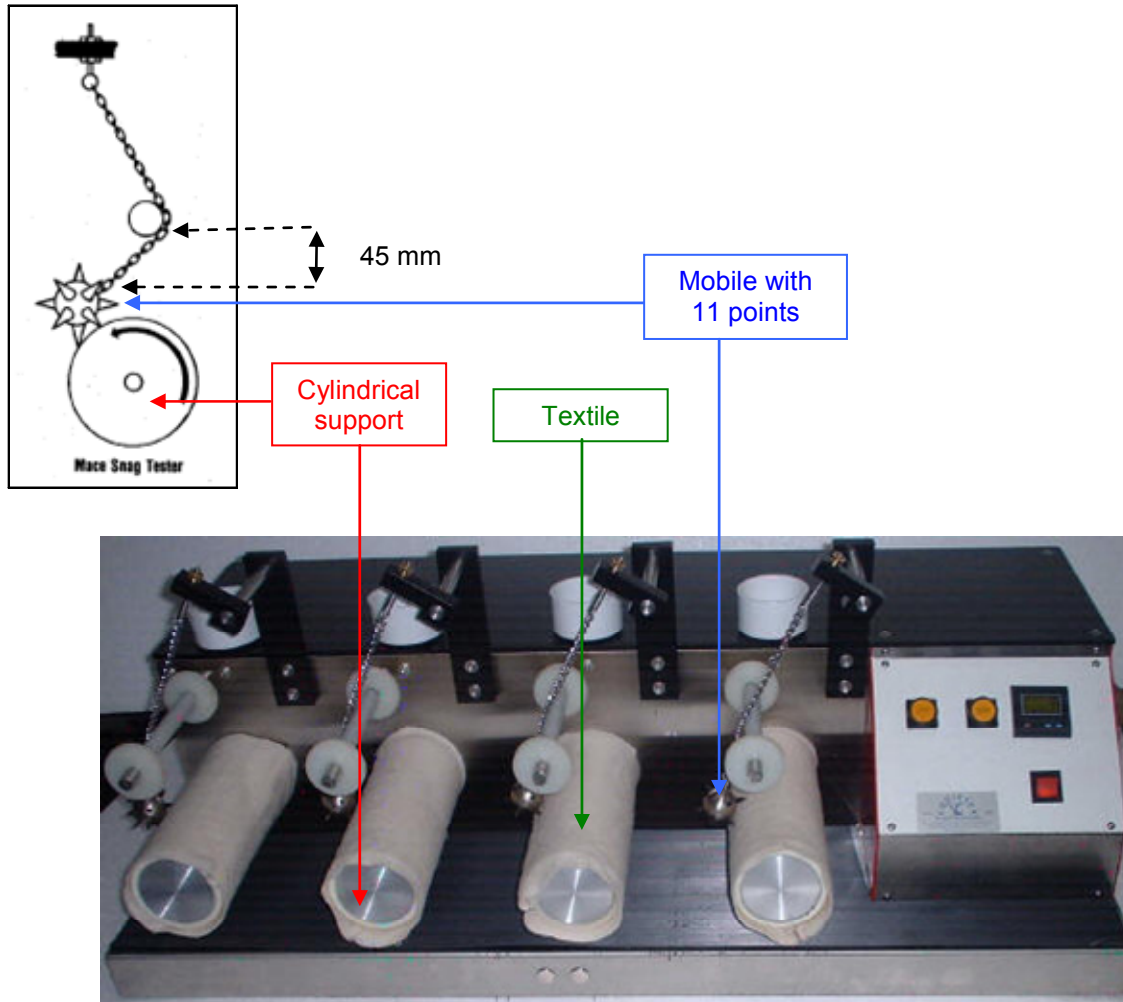 45 mm
Mobile with
11 points
Cylindrical
support
Textile
Mace Snag Tester